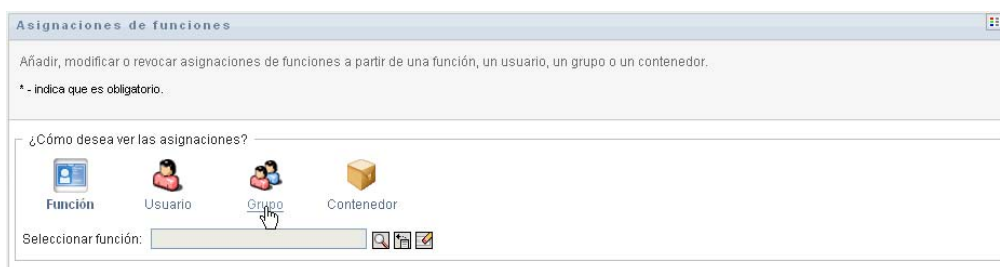 Asignaciones de funciones
Añadir, modificar o revocar asignaciones de funciones a partir de una función, un usuario, un grupo o un contenedor.
* - indica que es obligatorio.
¿Cómo desea ver las asignaciones?
Función Usuario Grupo Contenedor
Seleccionar función: